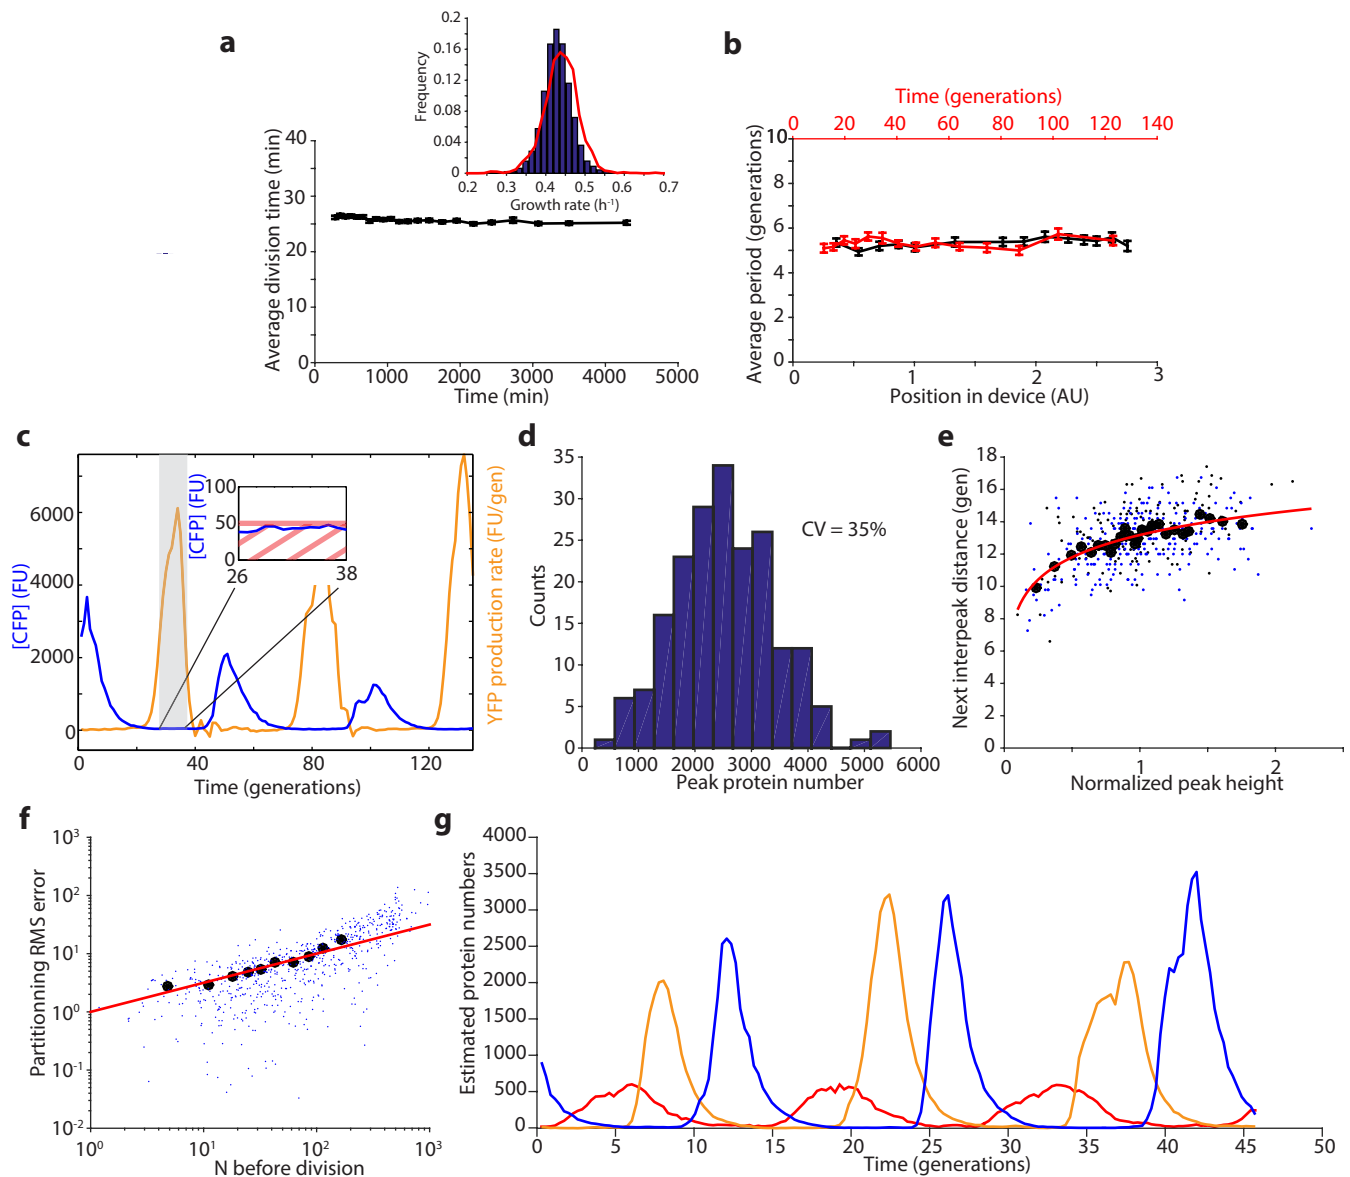 a
Average division time (min)
40
30
20
10
0
0 1000 2000 3000 4000 5000
Time (min)
Frequency
0.2
0.16
0.12
0.08
0.04
0
0.2 0.3 0.4 0.5 0.6 0.7
Growth rate (h-1)
b
Time (generations)
0 20 40 60 80 100 120 140
Average period (generations)
10
8
6
4
2
0
0 1 2 3
Position in device (AU)
c
[CFP] (FU)
6000
4000
2000
0
0 40 80 120
Time (generations)
YFP production rate (FU/gen)
[CFP] (FU)
100
50
0
26 38
d
Counts
35
30
25
20
15
10
5
0
CV = 35%
0 1000 2000 3000 4000 5000 6000
Peak protein number
e
Next interpeak distance (gen)
18
16
14
12
10
8
6
4
2
0
0 1 2
Normalized peak height
f
Partitionning RMS error
10³
10²
10¹
10⁰
10⁻¹
10⁻²
10⁰ 10¹ 10² 10³
N before division
g
Estimated protein numbers
4000
3500
3000
2500
2000
1500
1000
500
0
0 5 10 15 20 25 30 35 40 45 50
Time (generations)